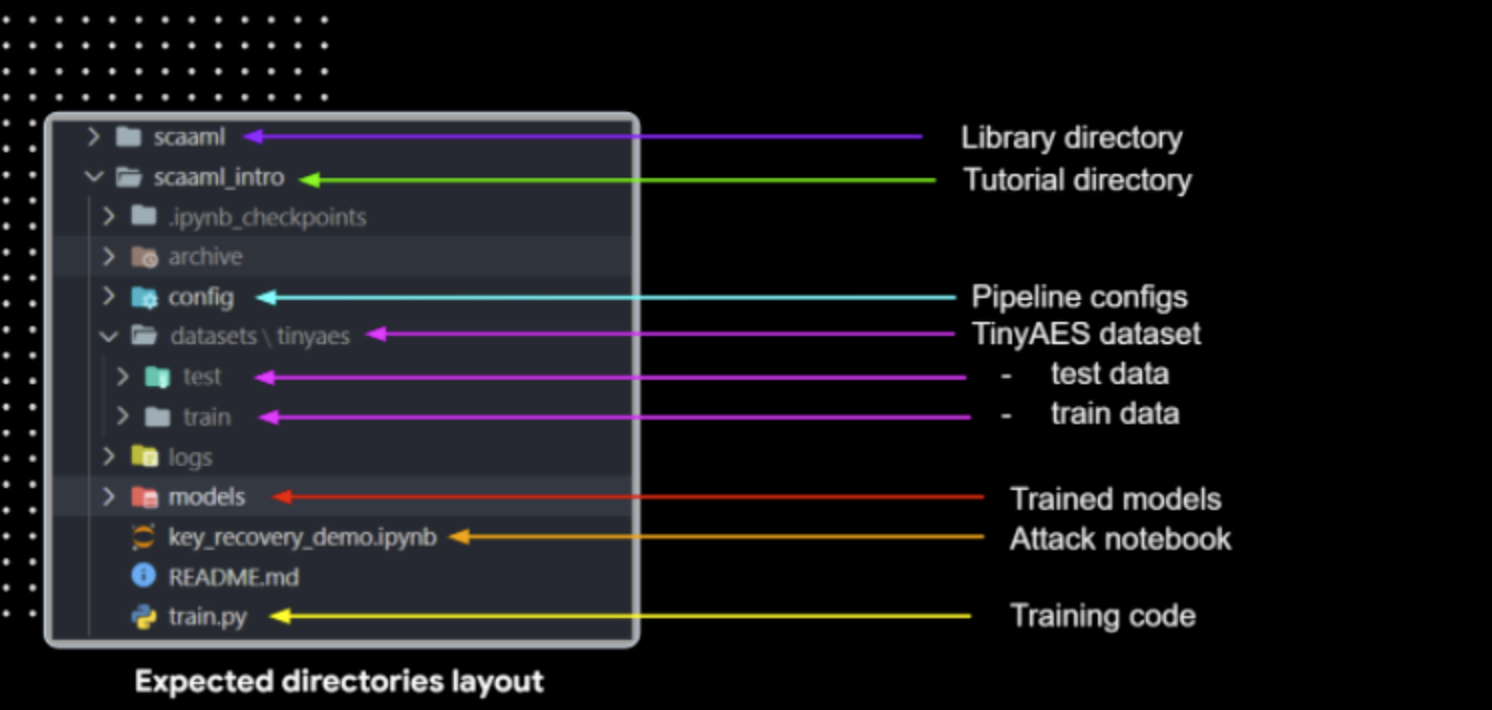 scaaml Library directory
scaaml_intro Tutorial directory
.ipynb_checkpoints
archive
config Pipeline configs
datasets \ tinyaes TinyAES dataset
test - test data
train - train data
logs
models Trained models
key_recovery_demo.ipynb Attack notebook
README.md
train.py Training code
Expected directories layout